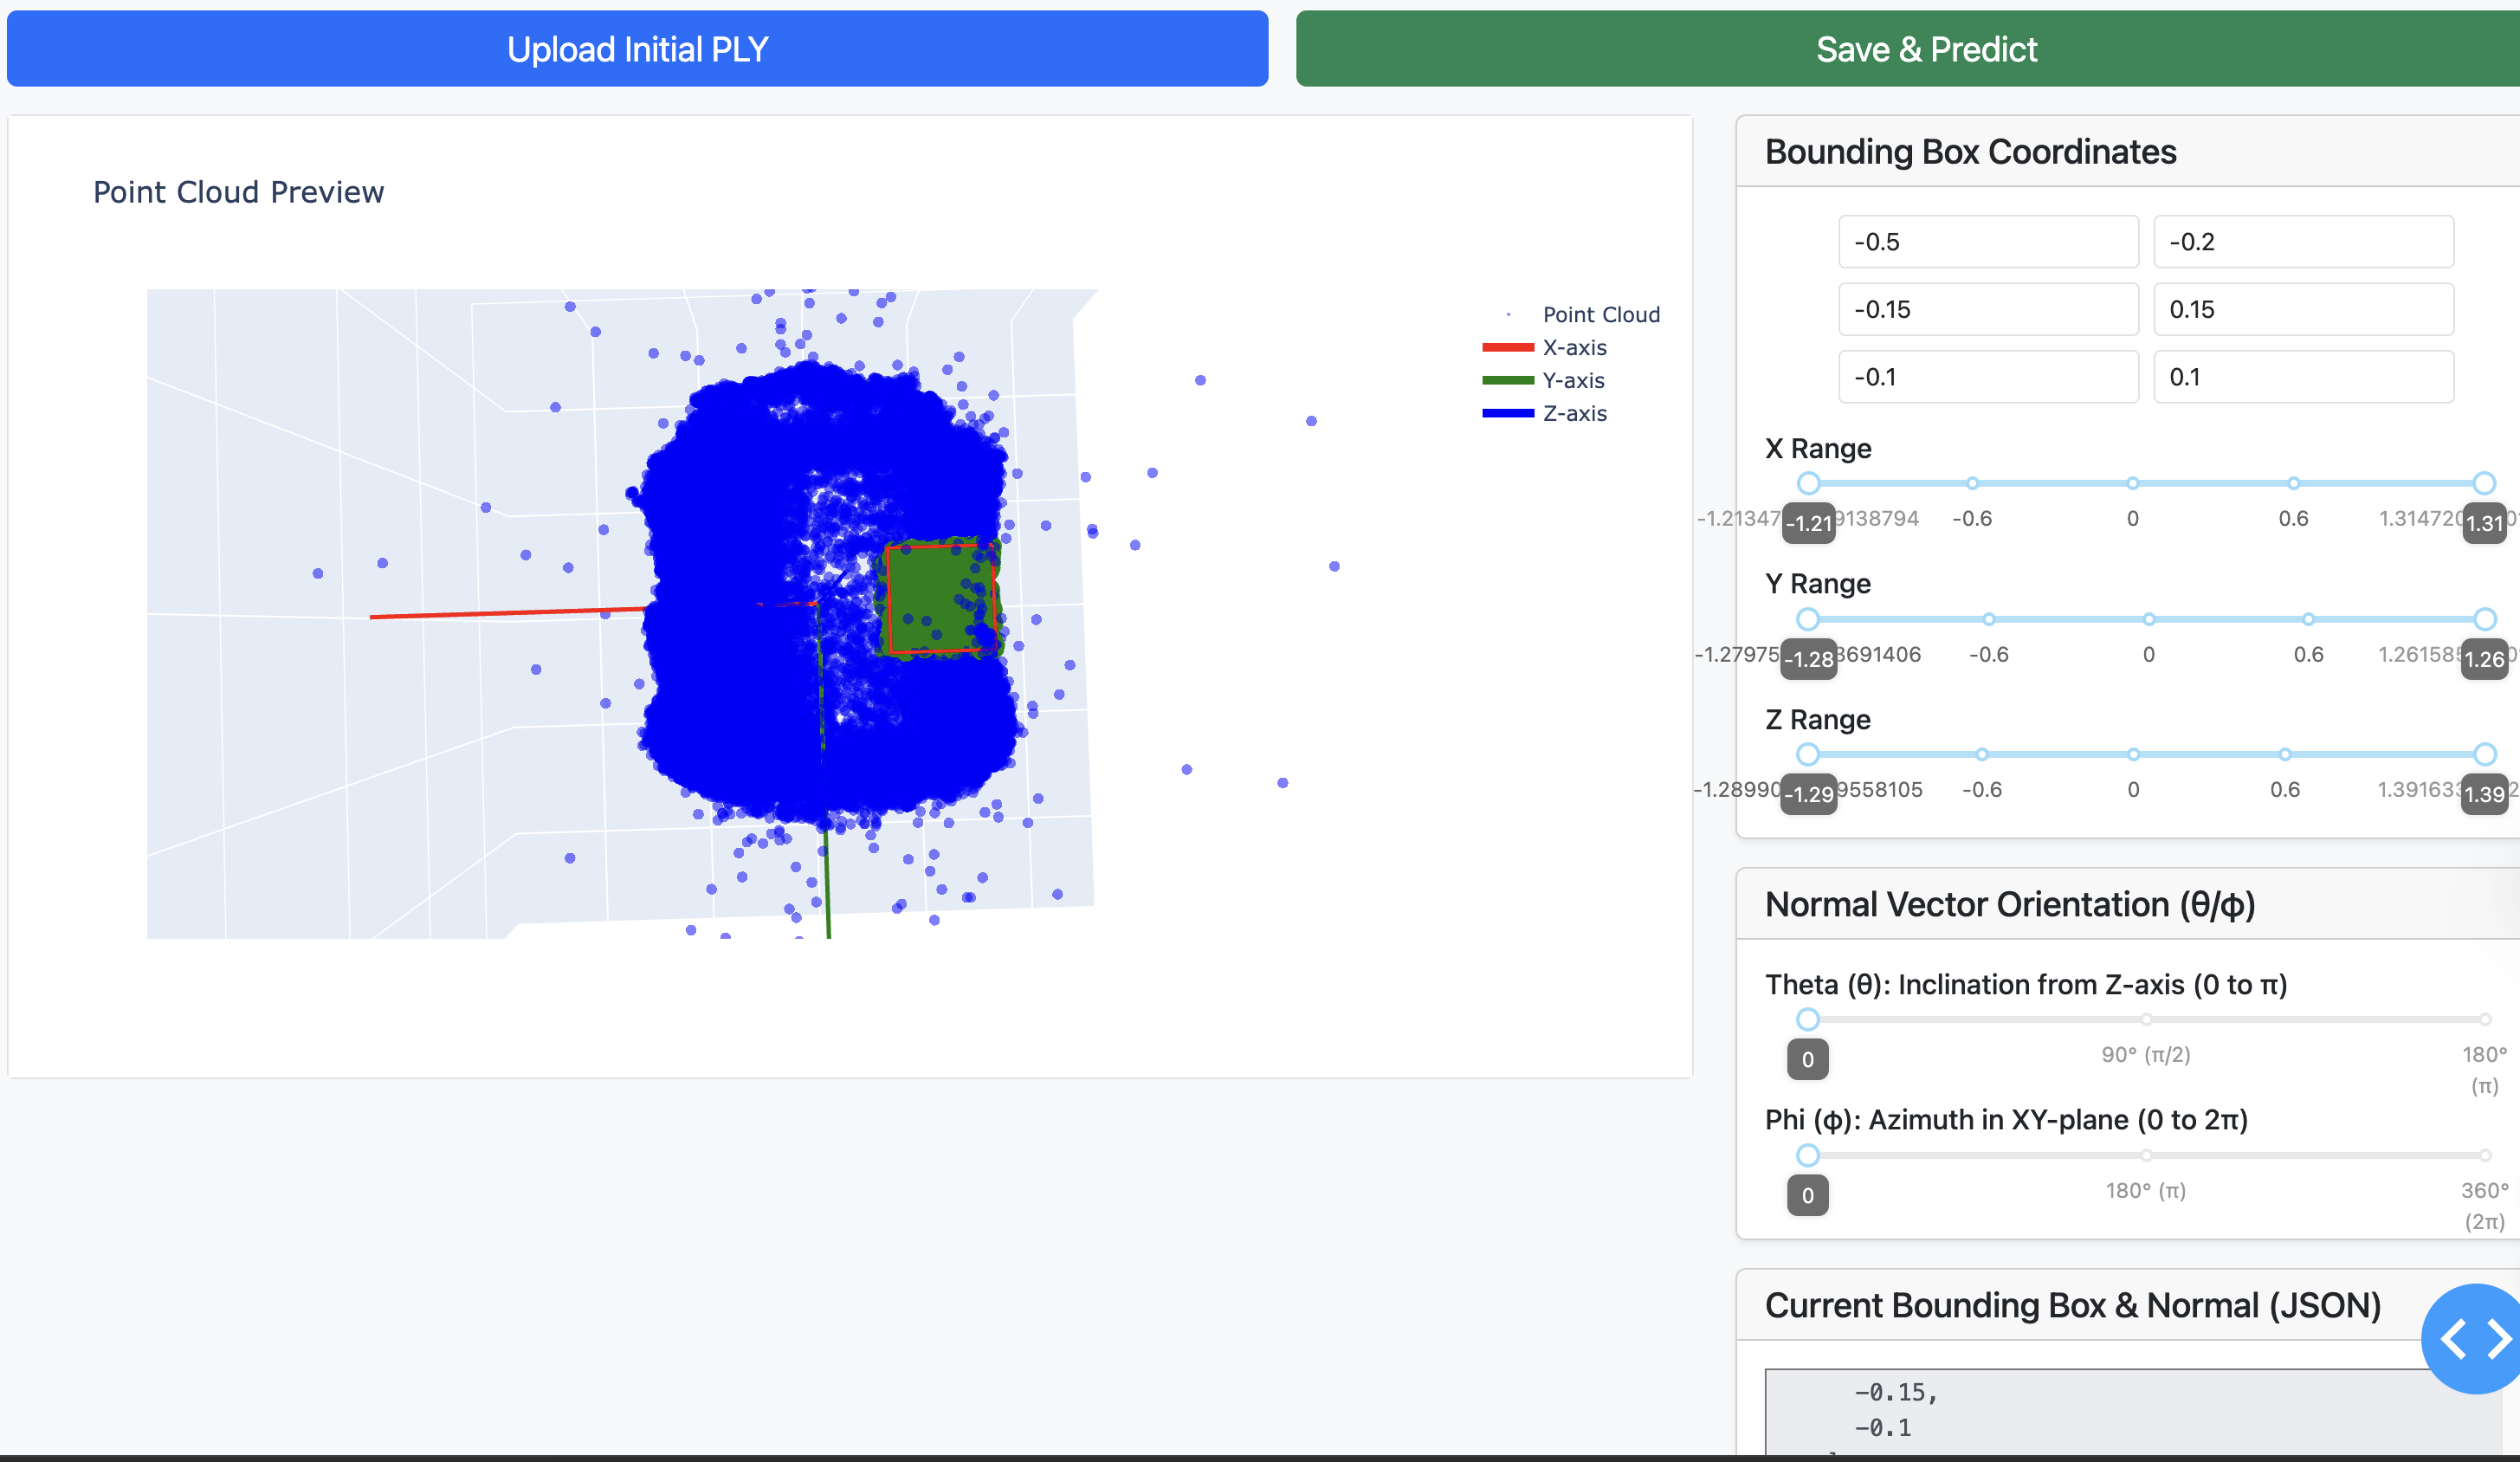 Upload Initial PLY
Save & Predict
Point Cloud Preview
Point Cloud
X-axis
Y-axis
Z-axis
Bounding Box Coordinates
-0.5 -0.2
-0.15 0.15
-0.1 0.1
X Range
-1.21347 9138794 -0.6 0 0.6 1.314720
-1.21 1.31
Y Range
-1.27975 3691406 -0.6 0 0.6
-1.28 1.26
Z Range
-1.28990 9558105 -0.6 0 0.6 1.391633
-1.29 1.39
Normal Vector Orientation (θ/φ)
Theta (θ): Inclination from Z-axis (0 to π)
0 90° (π/2) 180°
(π)
Phi (φ): Azimuth in XY-plane (0 to 2π)
0 180° (π) 360°
(2π)
Current Bounding Box & Normal (JSON)
-0.15,
-0.1